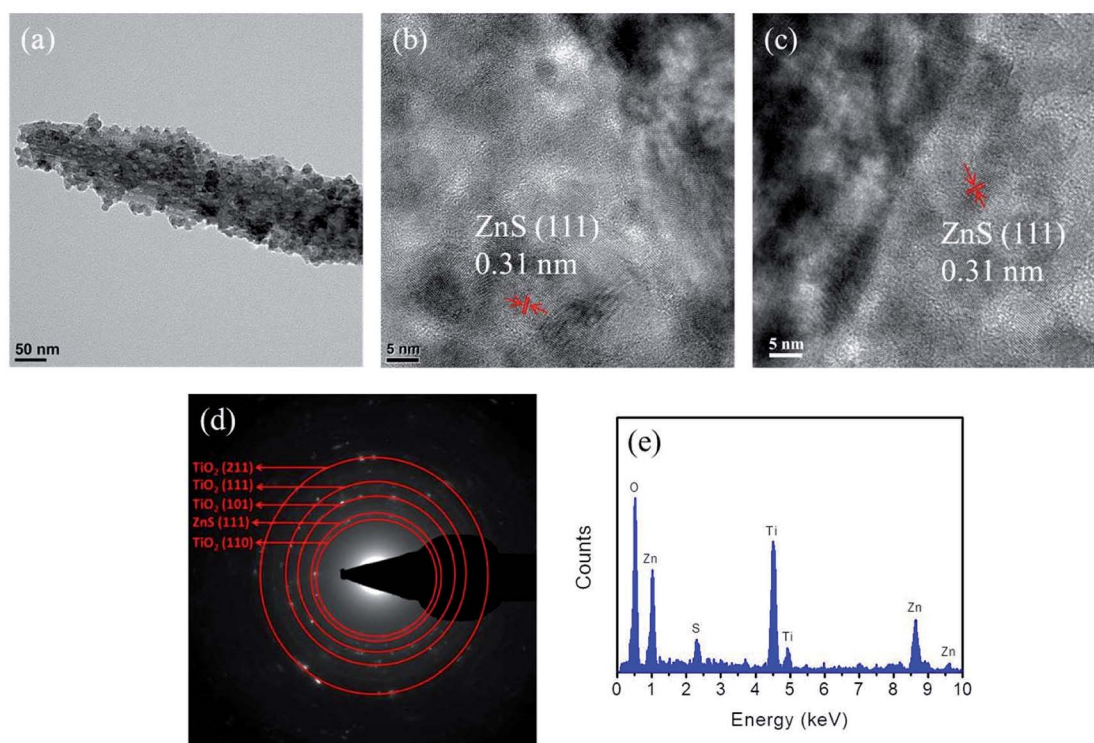 (a)
50 nm
(b)
ZnS (111)
0.31 nm
5 nm
(c)
ZnS (111)
0.31 nm
5 nm
(d)
TiO₂ (211)
TiO₂ (111)
TiO₂ (101)
ZnS (111)
TiO₂ (110)
(e)
O
Zn
S
Ti
Ti
Zn
Zn
Counts
0 1 2 3 4 5 6 7 8 9 10
Energy (keV)